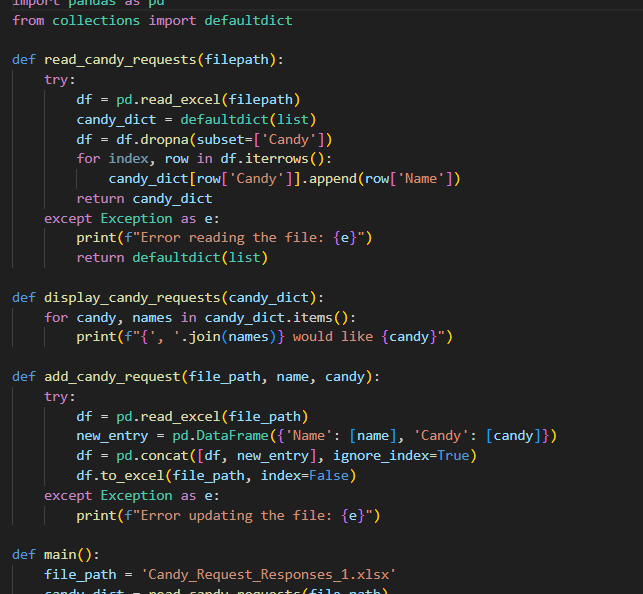 import pandas as pd
from collections import defaultdict

def read_candy_requests(filepath):
    try:
        df = pd.read_excel(filepath)
        candy_dict = defaultdict(list)
        df = df.dropna(subset=['Candy'])
        for index, row in df.iterrows():
            candy_dict[row['Candy']].append(row['Name'])
        return candy_dict
    except Exception as e:
        print(f"Error reading the file: {e}")
        return defaultdict(list)

def display_candy_requests(candy_dict):
    for candy, names in candy_dict.items():
        print(f"{', '.join(names)} would like {candy}")

def add_candy_request(file_path, name, candy):
    try:
        df = pd.read_excel(file_path)
        new_entry = pd.DataFrame({'Name': [name], 'Candy': [candy]})
        df = pd.concat([df, new_entry], ignore_index=True)
        df.to_excel(file_path, index=False)
    except Exception as e:
        print(f"Error updating the file: {e}")

def main():
    file_path = 'Candy_Request_Responses_1.xlsx'
    candy_dict = read_candy_requests(file_path)